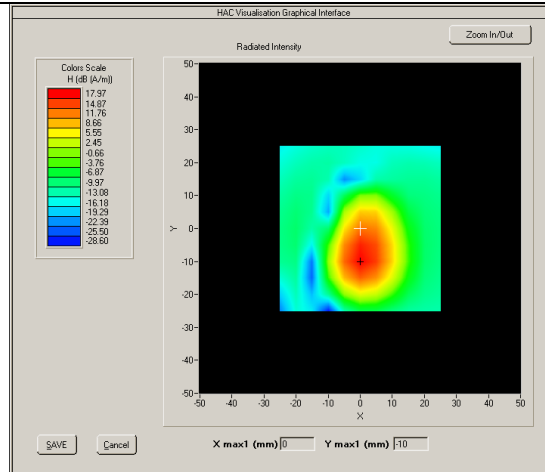 HAC Visualisation Graphical Interface
Zoom In/Out
Radiated Intensity
Colors Scale
H (dB (A/m))
17.97
14.87
11.76
8.66
5.55
2.45
-0.66
-3.76
-6.87
-9.97
-13.08
-16.18
-19.29
-22.39
-25.50
-28.60
50-
40-
30-
20-
10-
Y 0-
-10-
-20-
-30-
-40-
-50-
-50 -40 -30 -20 -10 0 10 20 30 40 50
X
SAVE Cancel X max1 (mm) 0 Y max1 (mm) -10